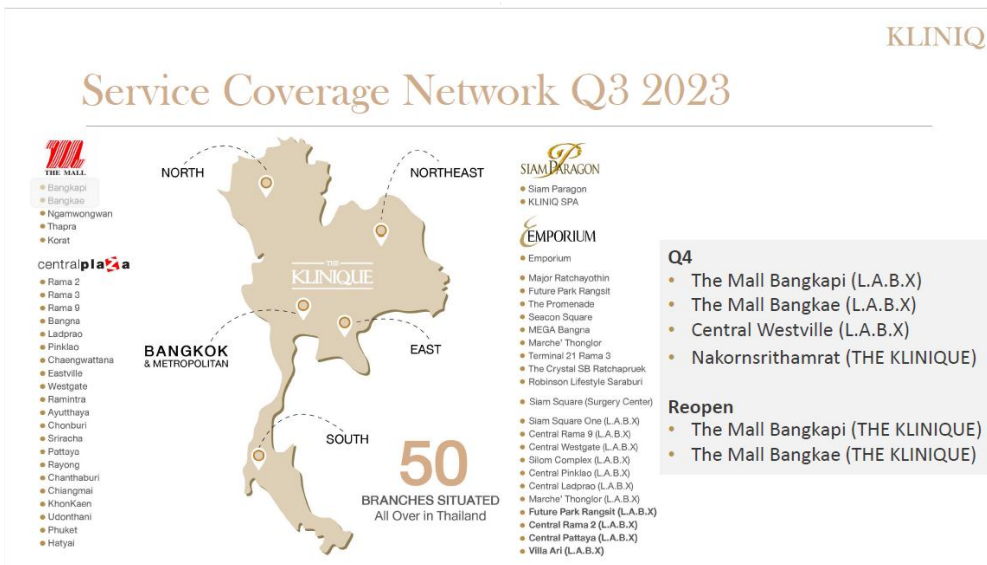 KLINIQ
Service Coverage Network Q3 2023
THE MALL
Bangkapi
Bangkae
Ngamwongwan
Thapra
Korat
centralplaza
Rama 2
Rama 3
Rama 9
Bangna
Ladprao
Pinklao
Chaengwattana
Eastville
Westgate
Ramintra
Ayutthaya
Chonburi
Sriracha
Pattaya
Rayong
Chanthaburi
Chiangmai
KhonKaen
Udonthani
Phuket
Hatyai
NORTH
NORTHEAST
THE
KLINIQUE
BANGKOK
& METROPOLITAN
EAST
SOUTH
50
BRANCHES SITUATED
All Over in Thailand
SIAM PARAGON
Siam Paragon
KLINIQ SPA
EMPORIUM
Emporium
Major Ratchayothin
Future Park Rangsit
The Promenade
Seacon Square
MEGA Bangna
Marche' Thonglor
Terminal 21 Rama 3
The Crystal SB Ratchapruek
Robinson Lifestyle Saraburi
Siam Square (Surgery Center)
Siam Square One (L.A.B.X)
Central Rama 9 (L.A.B.X)
Central Westgate (L.A.B.X)
Silom Complex (L.A.B.X)
Central Pinklao (L.A.B.X)
Central Ladprao (L.A.B.X)
Marche' Thonglor (L.A.B.X)
Future Park Rangsit (L.A.B.X)
Central Rama 2 (L.A.B.X)
Central Pattaya (L.A.B.X)
Villa Ari (L.A.B.X)
Q4
The Mall Bangkapi (L.A.B.X)
The Mall Bangkae (L.A.B.X)
Central Westville (L.A.B.X)
Nakornsrithamrat (THE KLINIQUE)
Reopen
The Mall Bangkapi (THE KLINIQUE)
The Mall Bangkae (THE KLINIQUE)